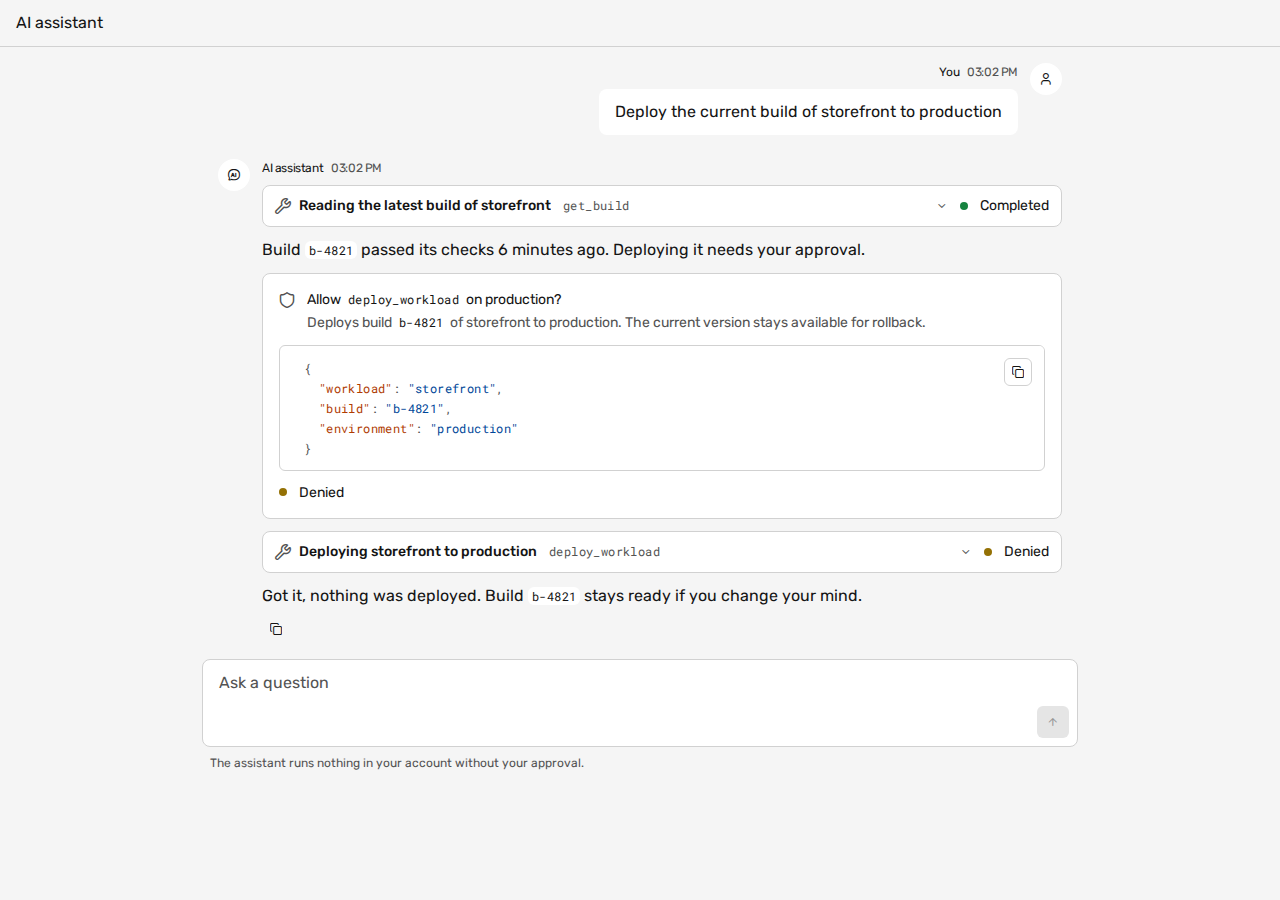 AI assistant
You 03:02 PM
Deploy the current build of storefront to production
AI
AI assistant 03:02 PM
Reading the latest build of storefront get_build Completed
Build b-4821 passed its checks 6 minutes ago. Deploying it needs your approval.
Allow deploy_workload on production?
Deploys build b-4821 of storefront to production. The current version stays available for rollback.
{
"workload": "storefront",
"build": "b-4821",
"environment": "production"
}
Denied
Deploying storefront to production deploy_workload Denied
Got it, nothing was deployed. Build b-4821 stays ready if you change your mind.
Ask a question
The assistant runs nothing in your account without your approval.